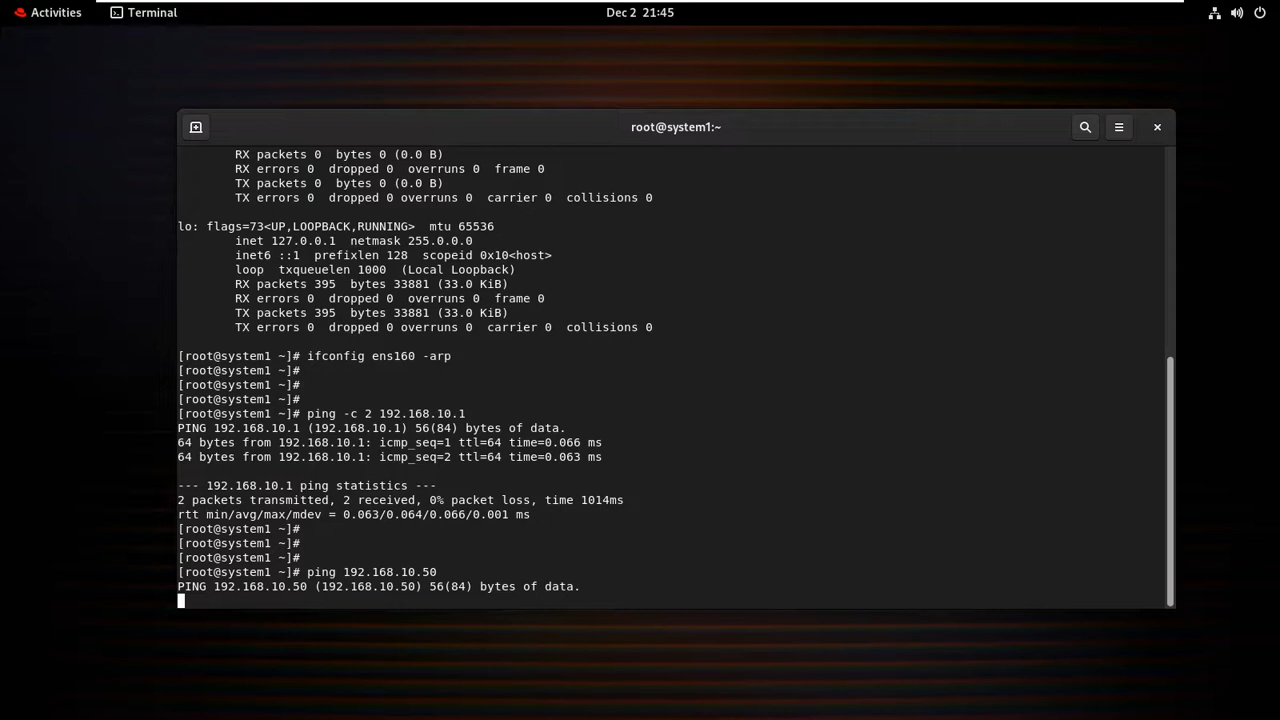 Activities Terminal Dec 2 21:45
root@system1:~
RX packets 0  bytes 0 (0.0 B)
RX errors 0  dropped 0  overruns 0  frame 0
TX packets 0  bytes 0 (0.0 B)
TX errors 0  dropped 0 overruns 0  carrier 0  collisions 0
lo: flags=73<UP,LOOPBACK,RUNNING>  mtu 65536
inet 127.0.0.1  netmask 255.0.0.0
inet6 ::1  prefixlen 128  scopeid 0x10<host>
loop  txqueuelen 1000  (Local Loopback)
RX packets 395  bytes 33881 (33.0 KiB)
RX errors 0  dropped 0  overruns 0  frame 0
TX packets 395  bytes 33881 (33.0 KiB)
TX errors 0  dropped 0 overruns 0  carrier 0  collisions 0
[root@system1 ~]# ifconfig ens160 -arp
[root@system1 ~]#
[root@system1 ~]#
[root@system1 ~]#
[root@system1 ~]# ping -c 2 192.168.10.1
PING 192.168.10.1 (192.168.10.1) 56(84) bytes of data.
64 bytes from 192.168.10.1: icmp_seq=1 ttl=64 time=0.066 ms
64 bytes from 192.168.10.1: icmp_seq=2 ttl=64 time=0.063 ms
--- 192.168.10.1 ping statistics ---
2 packets transmitted, 2 received, 0% packet loss, time 1014ms
rtt min/avg/max/mdev = 0.063/0.064/0.066/0.001 ms
[root@system1 ~]#
[root@system1 ~]#
[root@system1 ~]#
[root@system1 ~]# ping 192.168.10.50
PING 192.168.10.50 (192.168.10.50) 56(84) bytes of data.